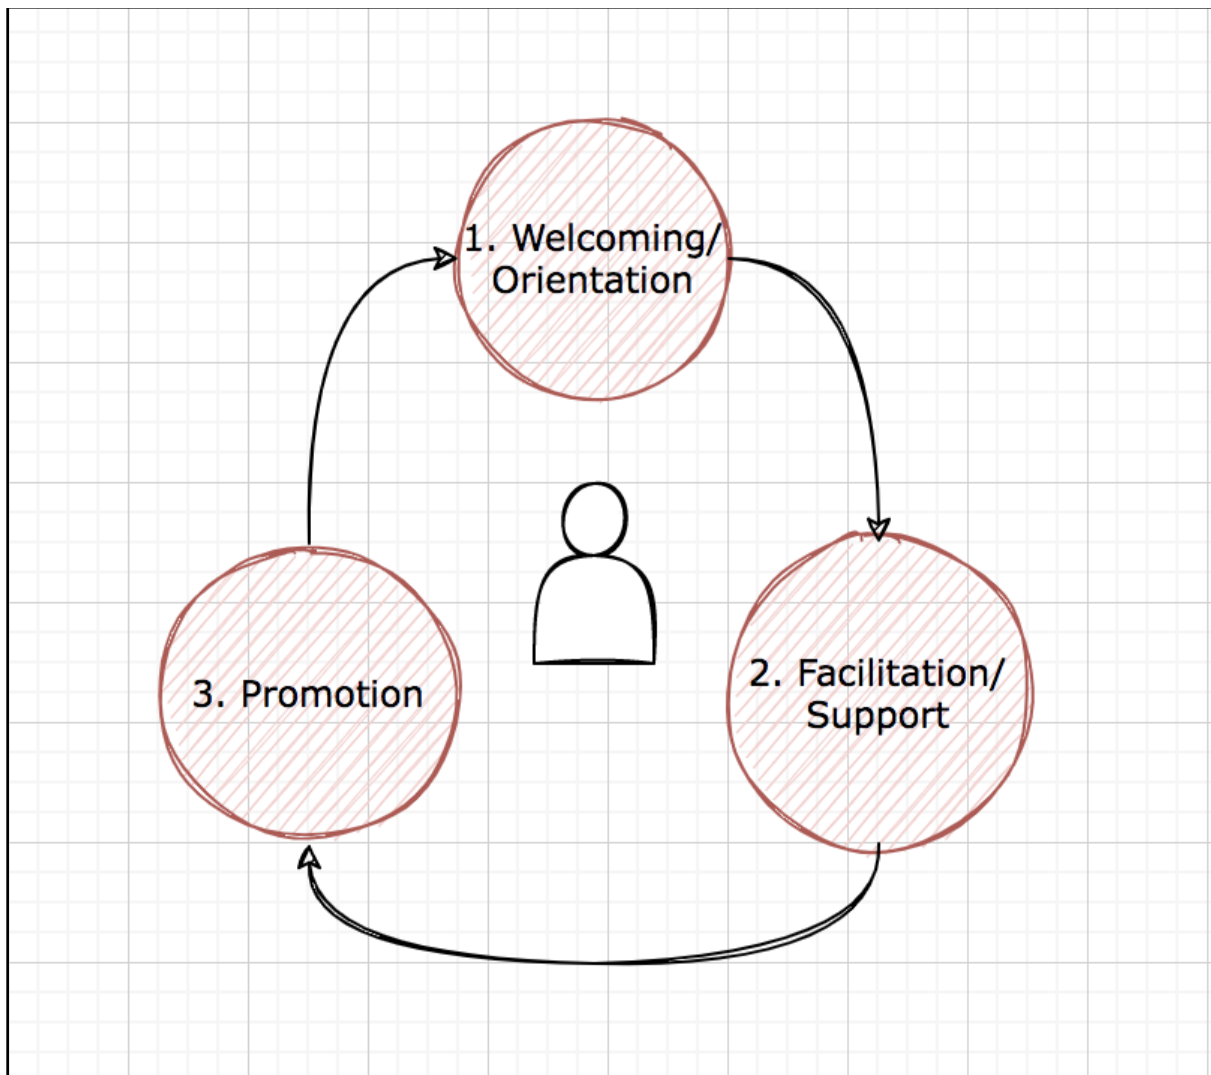 1. Welcoming/
Orientation
2. Facilitation/
Support
3. Promotion